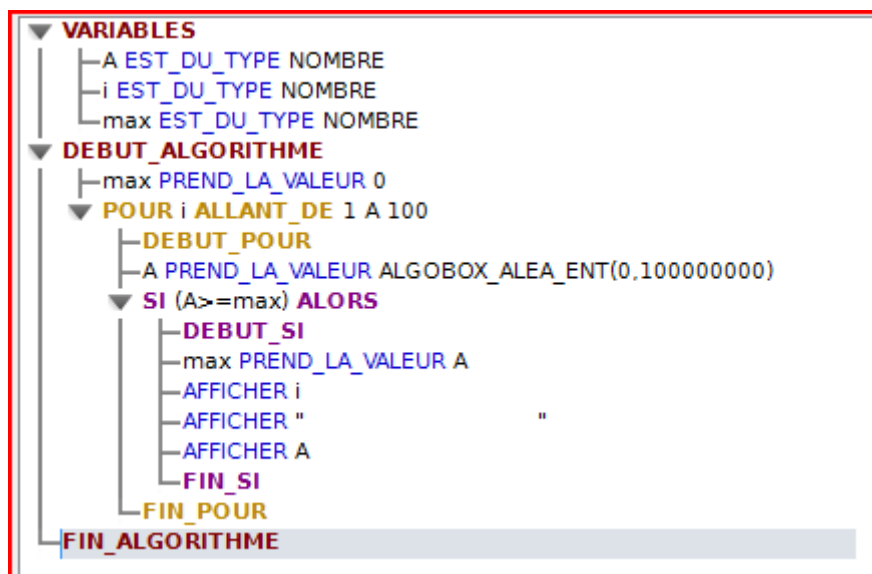 VARIABLES
A EST_DU_TYPE NOMBRE
i EST_DU_TYPE NOMBRE
max EST_DU_TYPE NOMBRE
DEBUT_ALGORITHME
max PREND_LA_VALEUR 0
POUR i ALLANT_DE 1 A 100
DEBUT_POUR
A PREND_LA_VALEUR ALGOBOX_ALEA_ENT(0,100000000)
SI (A>=max) ALORS
DEBUT_SI
max PREND_LA_VALEUR A
AFFICHER i
AFFICHER "                              "
AFFICHER A
FIN_SI
FIN_POUR
FIN_ALGORITHME